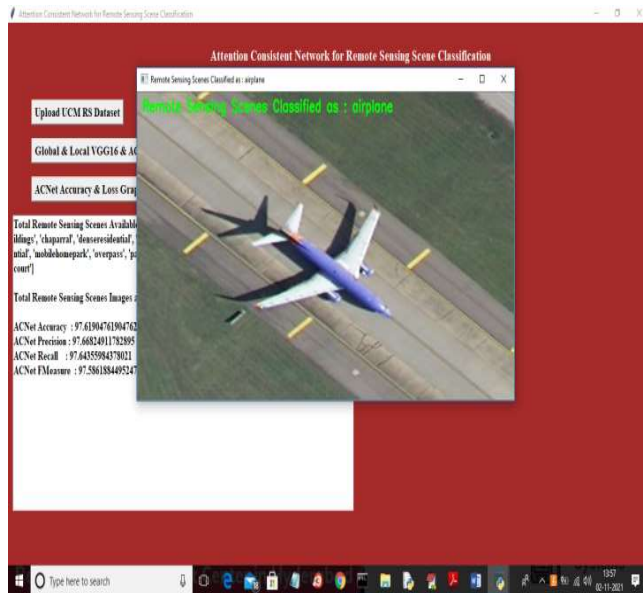 Attention Consistent Network for Remote Sensing Scene Classification
Attention Consistent Network for Remote Sensing Scene Classification
Remote Sensing Scenes Classified as : airplane
Remote Sensing Scenes Classified as : airplane
Upload UCM RS Dataset
Global & Local VGG16 & AC
ACNet Accuracy & Loss Grap
Total Remote Sensing Scenes Available
ildings', 'chaparral', 'denseresidential', '
ntial', 'mobilehomepark', 'overpass', 'pa
court']
Total Remote Sensing Scenes Images a
ACNet Accuracy : 97.61904761904762
ACNet Precision : 97.66824911782895
ACNet Recall : 97.64355984378021
ACNet FMeasure : 97.5861884495247
Type here to search
13:57
02-11-2021